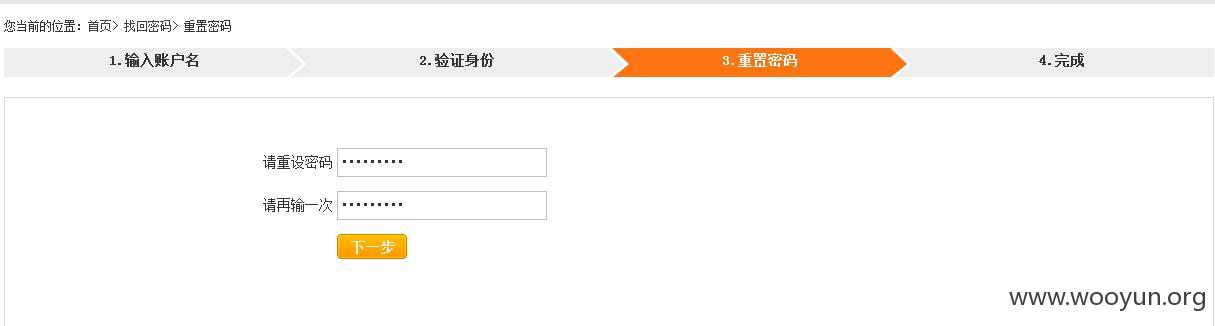 您当前的位置：首页> 找回密码> 重置密码
1.输入账户名 2.验证身份 3.重置密码 4.完成
请重设密码 •••••••••
请再输一次 •••••••••
下一步
www.wooyun.org